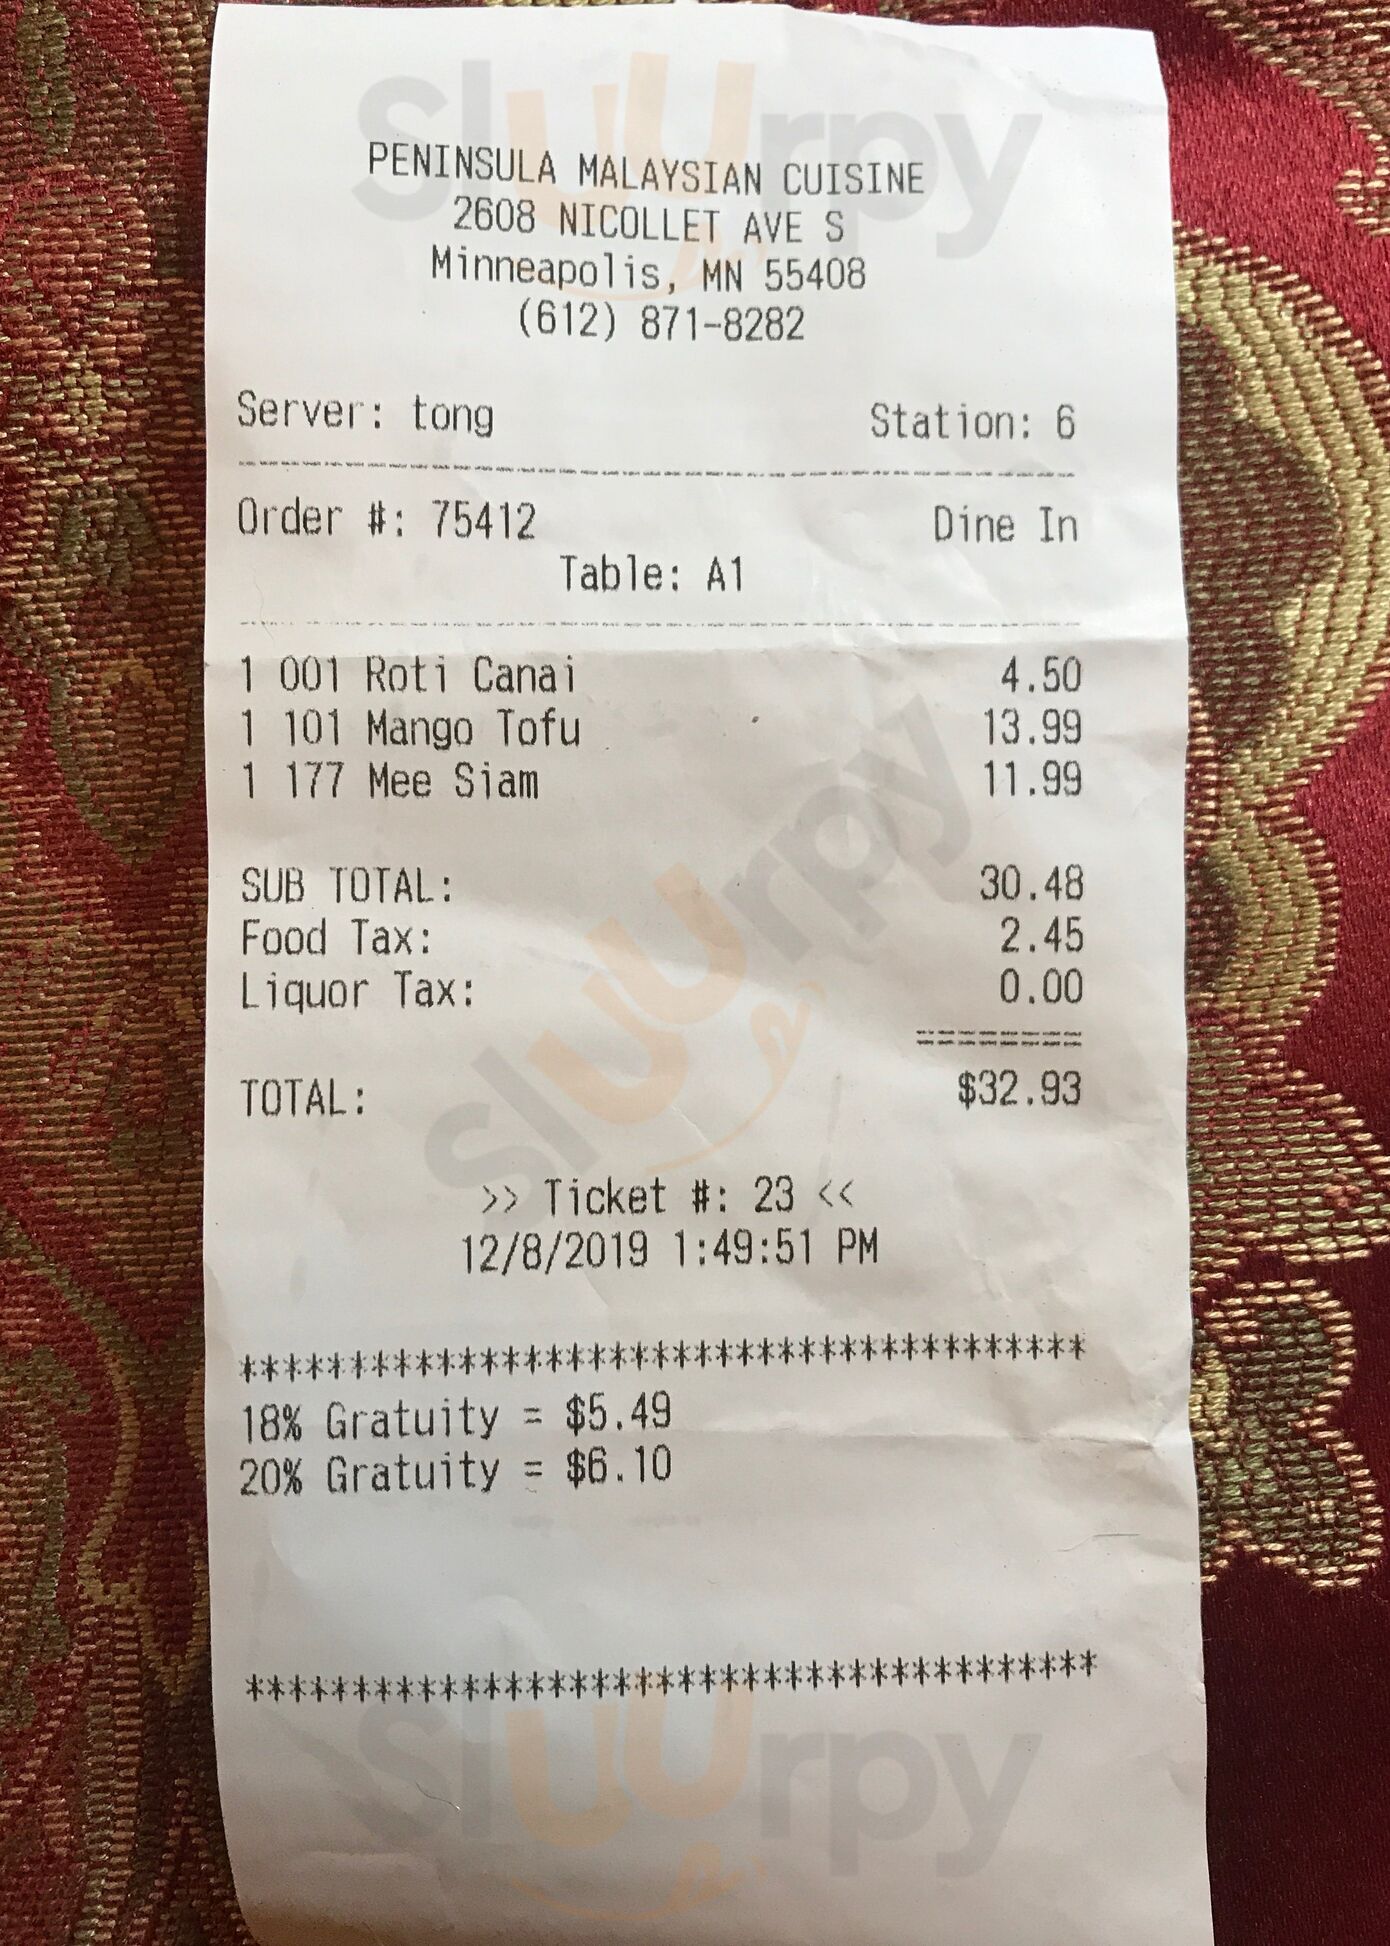 PENINSULA MALAYSIAN CUISINE
2608 NICOLLET AVE S
Minneapolis, MN 55408
(612) 871-8282
Server: tong Station: 6
Order #: 75412 Dine In
Table: A1
1 001 Roti Canai 4.50
1 101 Mango Tofu 13.99
1 177 Mee Siam 11.99
SUB TOTAL: 30.48
Food Tax: 2.45
Liquor Tax: 0.00
==========
TOTAL: $32.93
>> Ticket #: 23 <<
12/8/2019 1:49:51 PM
***************************************
18% Gratuity = $5.49
20% Gratuity = $6.10
***************************************
sluurpy
sluurpy
sluurpy